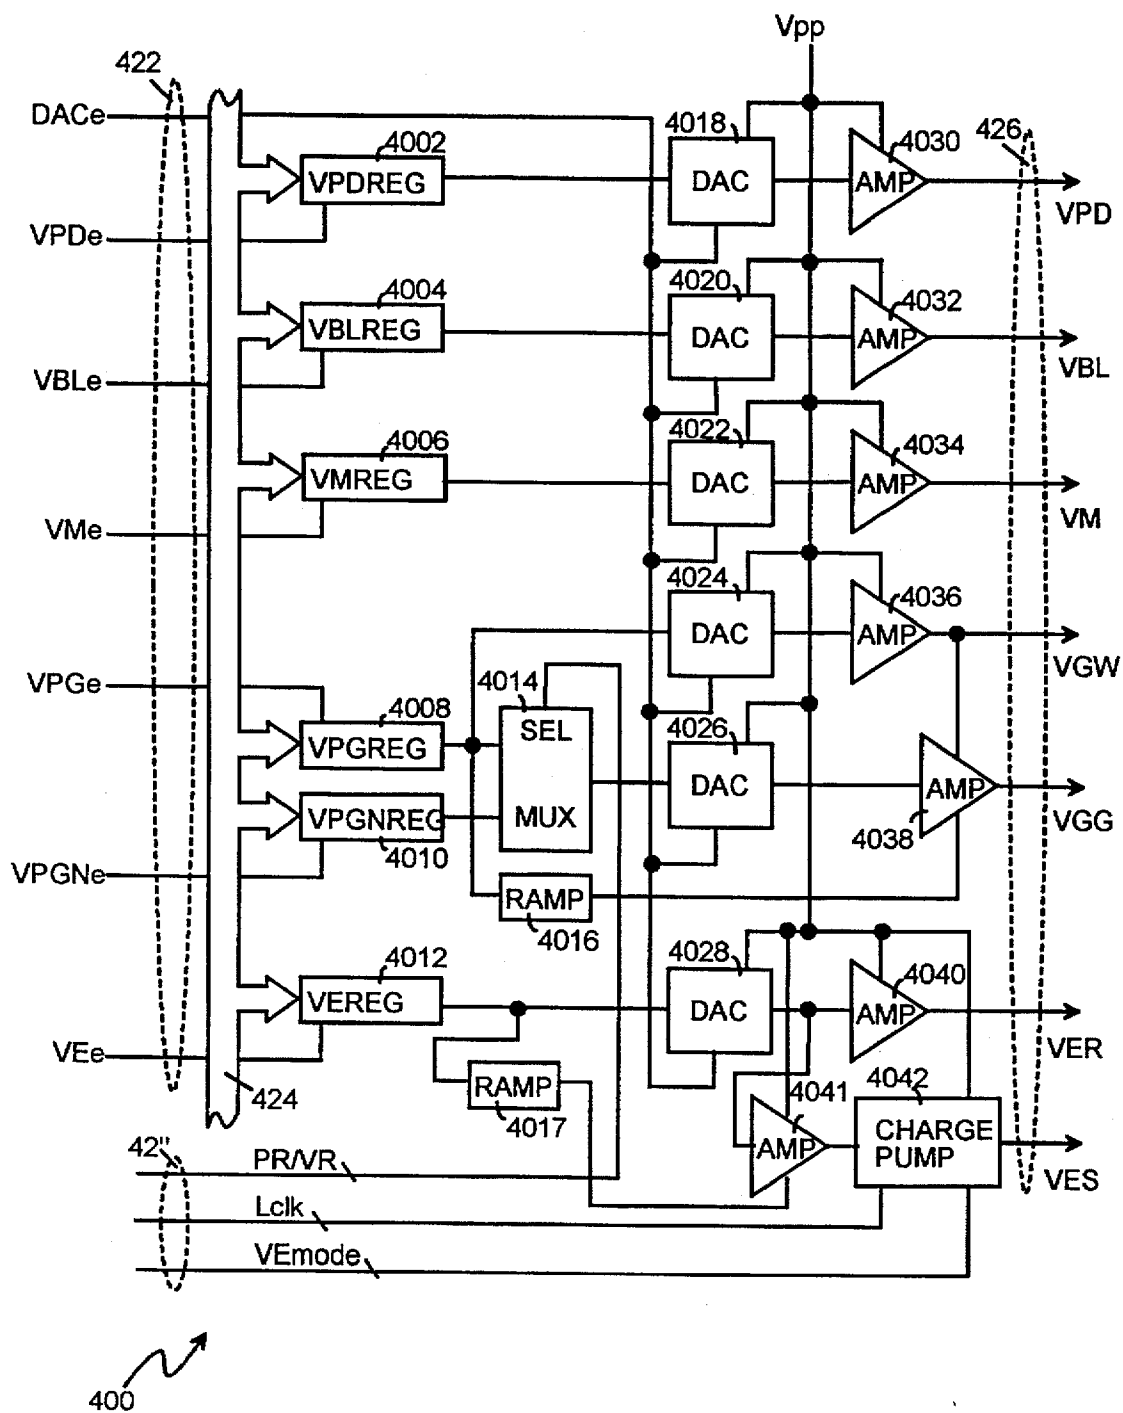 Vpp
422
DACe
4018
4030
426
4002
VPDREG
DAC
AMP
VPD
VPDe
4020
4032
4004
VBLREG
DAC
AMP
VBL
VBLe
4022
4034
4006
VMREG
DAC
AMP
VM
VMe
4024
4036
DAC
AMP
VGW
VPGe
4014
4008
SEL
4026
VPGREG
DAC
AMP
VPGNREG
MUX
4038
VGG
4010
VPGNe
RAMP
4016
4028
4012
4040
VEREG
DAC
AMP
VER
VEe
424
RAMP
4017
4041
4042
AMP
CHARGE
PUMP
VES
42"
PR/VR
Lclk
VEmode
400